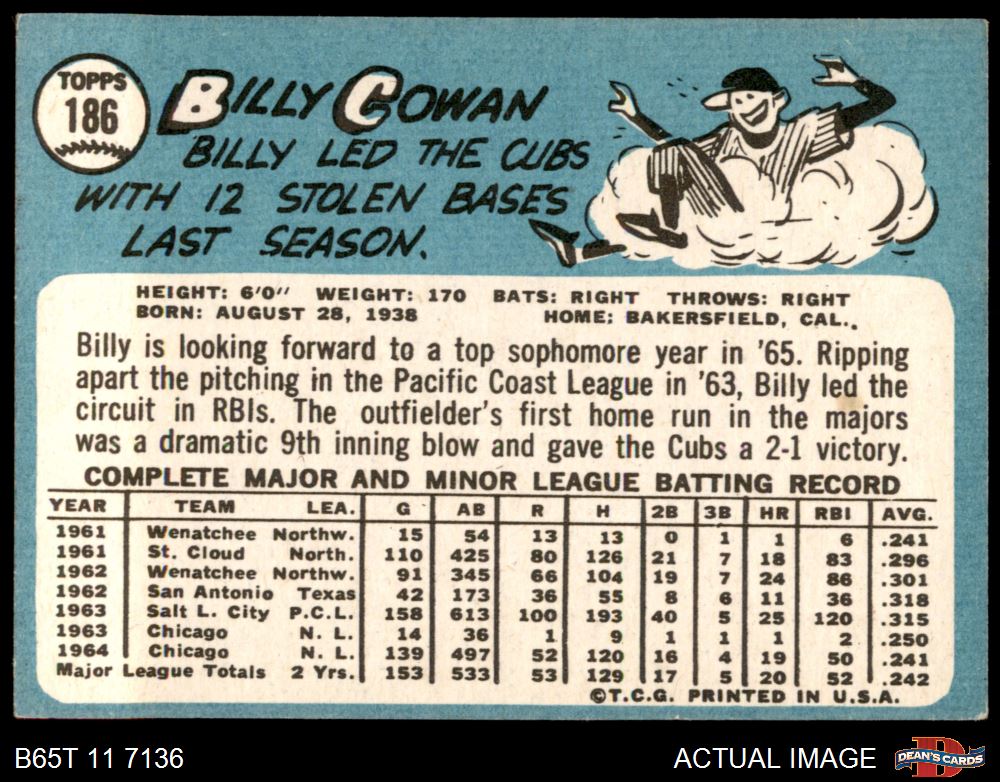 TOPPS
186
BILLY COWAN
BILLY LED THE CUBS
WITH 12 STOLEN BASES
LAST SEASON.
HEIGHT: 6'0" WEIGHT: 170 BATS: RIGHT THROWS: RIGHT
BORN: AUGUST 28, 1938 HOME: BAKERSFIELD, CAL..
Billy is looking forward to a top sophomore year in '65. Ripping
apart the pitching in the Pacific Coast League in '63, Billy led the
circuit in RBIs. The outfielder's first home run in the majors
was a dramatic 9th inning blow and gave the Cubs a 2-1 victory.
COMPLETE MAJOR AND MINOR LEAGUE BATTING RECORD
YEAR TEAM LEA. G AB R H 2B 3B HR RBI AVG.
1961 Wenatchee Northw. 15 54 13 13 0 1 1 6 .241
1961 St. Cloud North. 110 425 80 126 21 7 18 83 .296
1962 Wenatchee Northw. 91 345 66 104 19 7 24 86 .301
1962 San Antonio Texas 42 173 36 55 8 6 11 36 .318
1963 Salt L. City P.C.L. 158 613 100 193 40 5 25 120 .315
1963 Chicago N. L. 14 36 1 9 1 1 1 2 .250
1964 Chicago N. L. 139 497 52 120 16 4 19 50 .241
Major League Totals 2 Yrs. 153 533 53 129 17 5 20 52 .242
©T.C.G. PRINTED IN U.S.A.
B65T 11 7136 ACTUAL IMAGE
D
DEAN'S CARDS